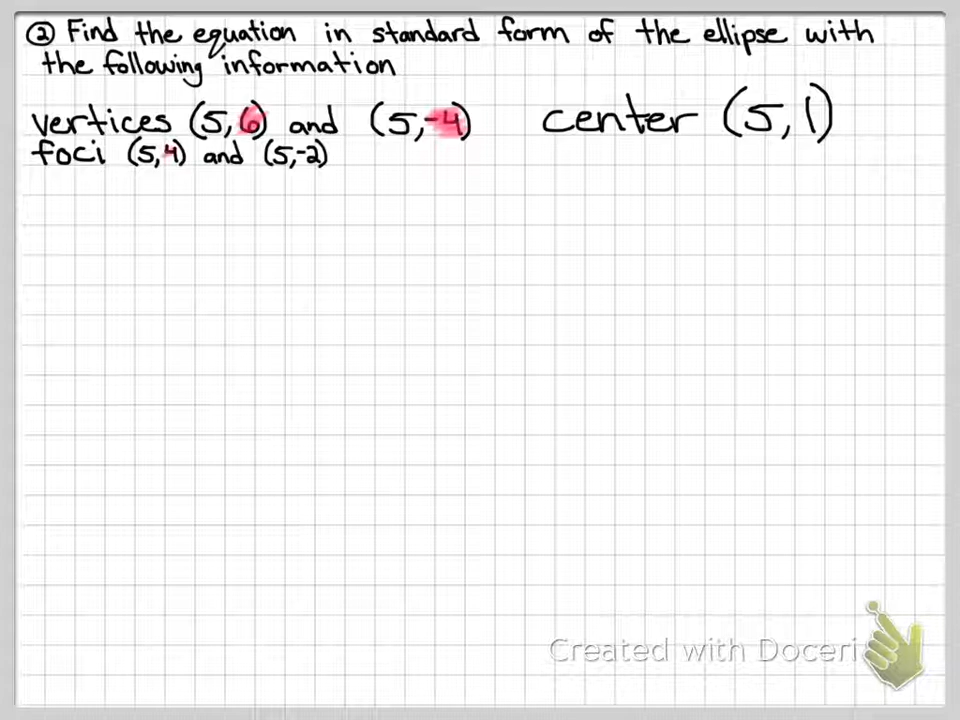 ② Find the equation in standard form of the ellipse with
the following information
vertices (5,6) and (5,-4) center (5,1)
foci (5,4) and (5,-2)
Created with Doceri